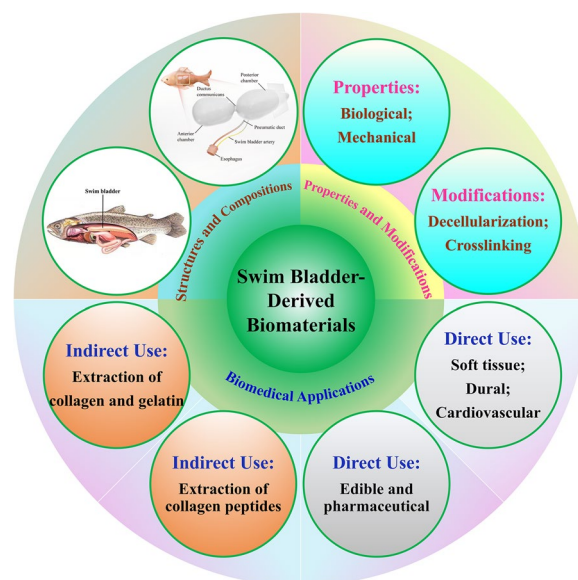 Posterior
chamber
Ductus
communicans
Pneumatic duct
Anterior
chamber
Swim bladder artery
Esophagus
Properties:
Biological;
Mechanical
Swim bladder
Modifications:
Decellularization;
Crosslinking
Structures and Compositions
Properties and Modifications
Swim Bladder-
Derived
Biomaterials
Biomedical Applications
Indirect Use:
Extraction of
collagen and gelatin
Direct Use:
Soft tissue;
Dural;
Cardiovascular
Indirect Use:
Extraction of
collagen peptides
Direct Use:
Edible and
pharmaceutical